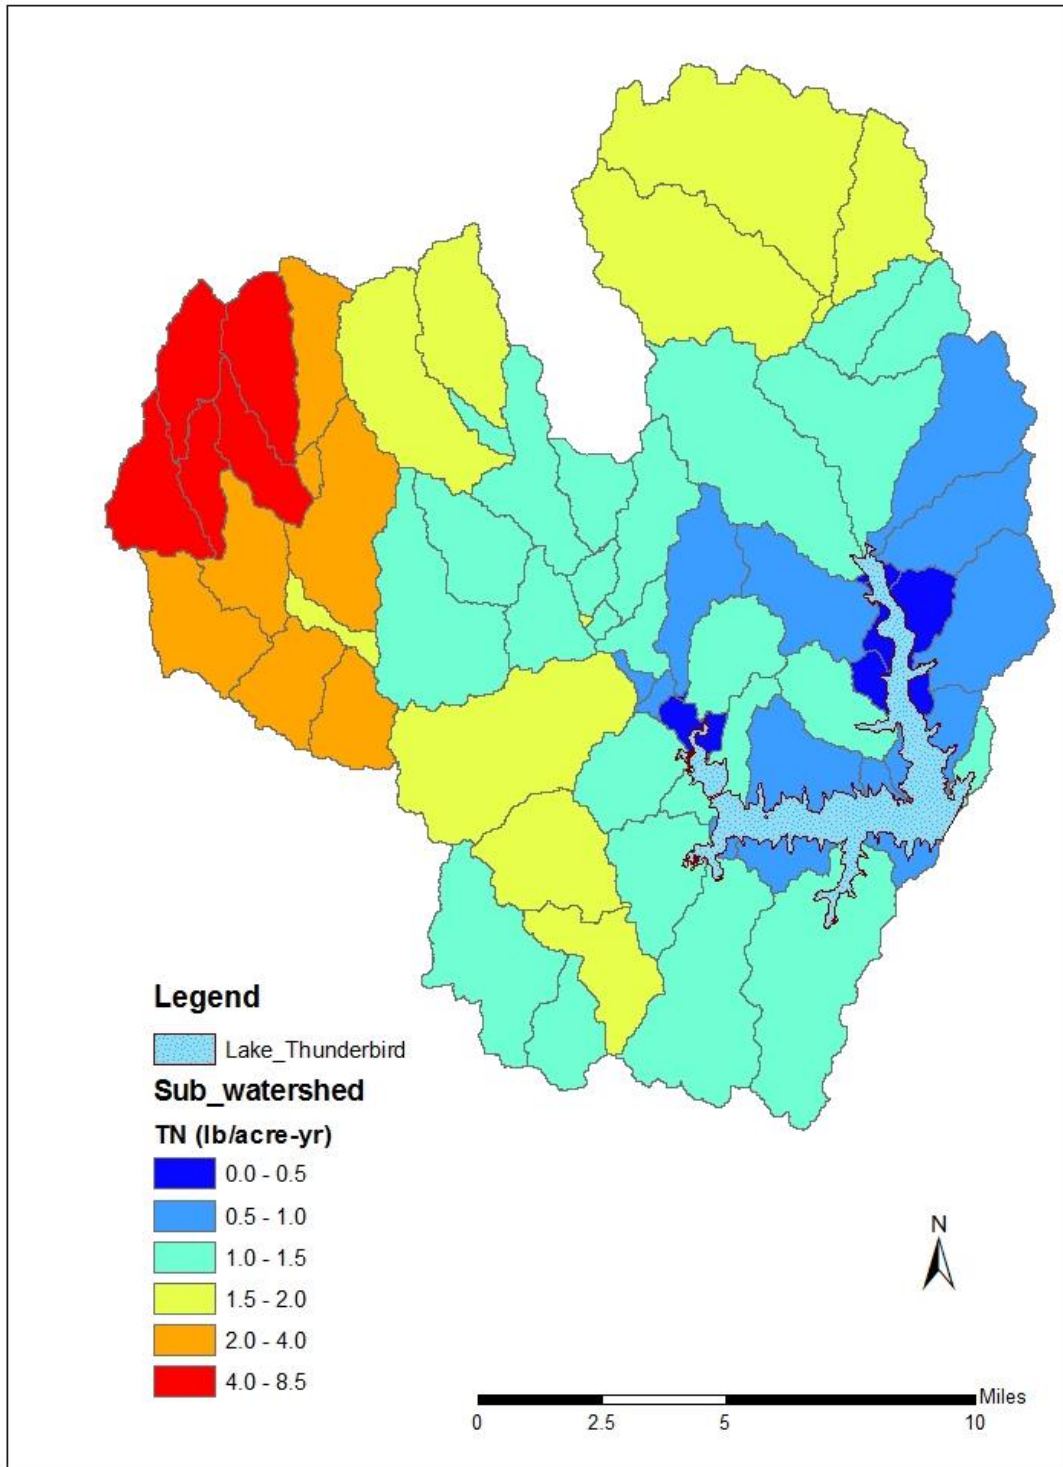 Legend
Lake_Thunderbird
Sub_watershed
TN (lb/acre-yr)
0.0 - 0.5
0.5 - 1.0
1.0 - 1.5
1.5 - 2.0
2.0 - 4.0
4.0 - 8.5
N
Miles
0 2.5 5 10